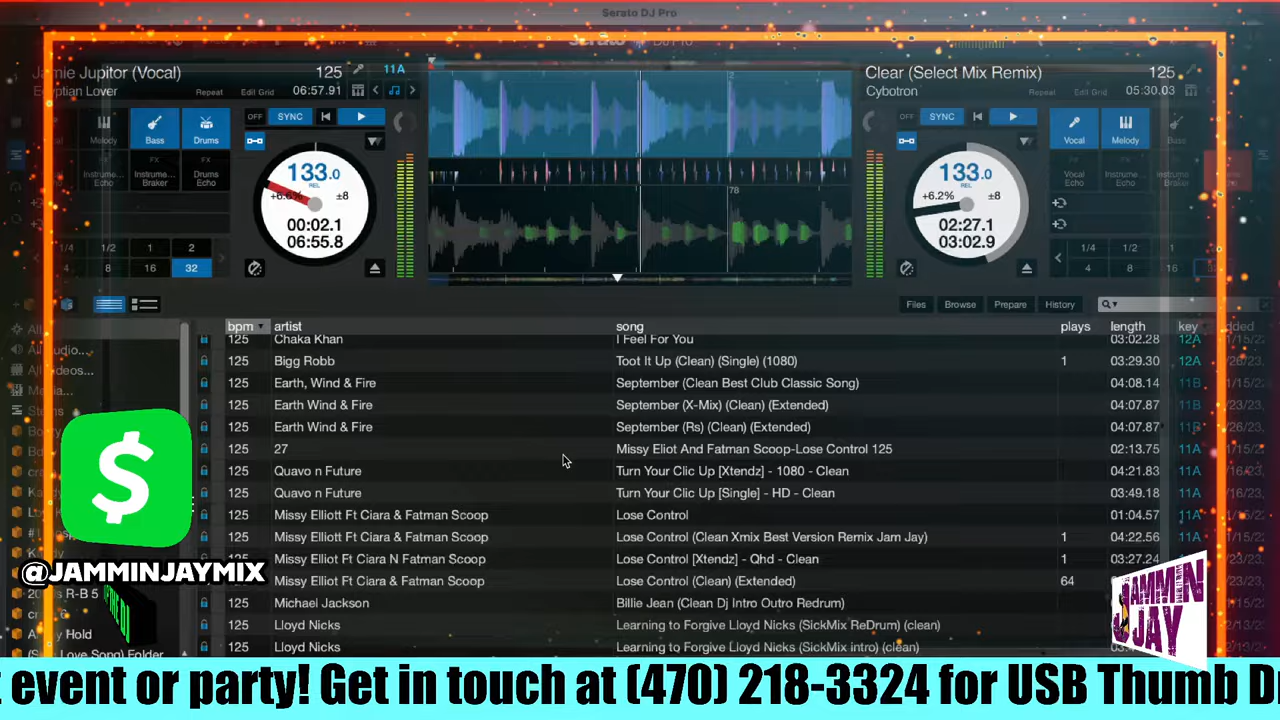 Serato DJ Pro
Jamie Jupitor (Vocal) 125 11A
Egyptian Lover Repeat Edit Grid 06:57.91
Clear (Select Mix Remix) 125
Cybotron Repeat Edit Grid 05:30.03
OFF SYNC
OFF SYNC
Melody Bass Drums
Vocal Melody Bass
FX Instrume... Echo FX Instrume... Braker FX Drums Echo
Vocal Echo Instrume... Echo Instrume... Braker
133.0
REL
+6.6% ±8
00:02.1
06:55.8
133.0
REL
+6.2% ±8
02:27.1
03:02.9
2
78
1/4 1/2 1 2
4 8 16 32
1/4 1/2 1
4 8 16
Files Browse Prepare History
bpm artist song plays length key
125 Chaka Khan I Feel For You 03:02.28 12A
125 Bigg Robb Toot It Up (Clean) (Single) (1080) 1 03:29.30 12A
125 Earth, Wind & Fire September (Clean Best Club Classic Song) 04:08.14 11B
125 Earth Wind & Fire September (X-Mix) (Clean) (Extended) 04:07.87 11B
125 Earth Wind & Fire September (Rs) (Clean) (Extended) 04:07.87 11B
125 27 Missy Eliot And Fatman Scoop-Lose Control 125 02:13.75 11A
125 Quavo n Future Turn Your Clic Up [Xtendz] - 1080 - Clean 04:21.83 11A
125 Quavo n Future Turn Your Clic Up [Single] - HD - Clean 03:49.18 11A
125 Missy Elliott Ft Ciara & Fatman Scoop Lose Control 01:04.57 11A
125 Missy Elliott Ft Ciara & Fatman Scoop Lose Control (Clean Xmix Best Version Remix Jam Jay) 1 04:22.56 11A
125 Missy Elliott Ft Ciara N Fatman Scoop Lose Control [Xtendz] - Qhd - Clean 1 03:27.24
125 Missy Elliot Ft Ciara & Fatman Scoop Lose Control (Clean) (Extended) 64
125 Michael Jackson Billie Jean (Clean Dj Intro Outro Redrum)
125 Lloyd Nicks Learning to Forgive Lloyd Nicks (SickMix ReDrum) (clean)
125 Lloyd Nicks Learning to Forgive Lloyd Nicks (SickMix intro) (clean)
$
@JAMMINJAYMIX
JAMMIN
JAY
event or party! Get in touch at (470) 218-3324 for USB Thumb